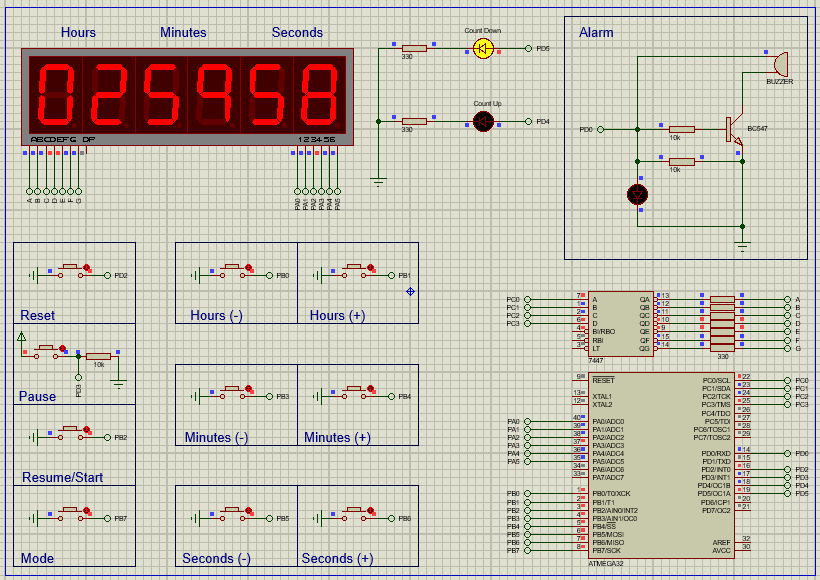 Hours Minutes Seconds
025458
ABCDEFG DP
123456
A
B
C
D
E
F
G
PA0
PA1
PA2
PA3
PA4
PA5
Count Down
330
PD5
Count Up
330
PD4
Alarm
BUZZER
PD0
10k
BC547
10k
PD2
Reset
10k
PD3
Pause
PB2
Resume/Start
PB7
Mode
PB0
Hours (-)
PB1
Hours (+)
PB3
Minutes (-)
PB4
Minutes (+)
PB5
Seconds (-)
PB6
Seconds (+)
PC0 7 A QA 13 A
PC1 1 B QB 12 B
PC2 2 C QC 11 C
PC3 6 D QD 10 D
4 BI/RBO QE 9 E
5 RBI QF 15 F
3 LT QG 14 G
7447
330
9 RESET PC0/SCL 22 PC0
PC1/SDA 23 PC1
13 XTAL1 PC2/TCK 24 PC2
12 XTAL2 PC3/TMS 25 PC3
PC4/TDO 26
PA0 40 PA0/ADC0 PC5/TDI 27
PA1 39 PA1/ADC1 PC6/TOSC1 28
PA2 38 PA2/ADC2 PC7/TOSC2 29
PA3 37 PA3/ADC3
PA4 36 PA4/ADC4 PD0/RXD 14 PD0
PA5 35 PA5/ADC5 PD1/TXD 15
34 PA6/ADC6 PD2/INT0 16 PD2
33 PA7/ADC7 PD3/INT1 17 PD3
PD4/OC1B 18 PD4
PB0 1 PB0/T0/XCK PD5/OC1A 19 PD5
PB1 2 PB1/T1 PD6/ICP1 20
PB2 3 PB2/AIN0/INT2 PD7/OC2 21
PB3 4 PB3/AIN1/OC0
PB4 5 PB4/SS
PB5 6 PB5/MOSI
PB6 7 PB6/MISO AREF 32
PB7 8 PB7/SCK AVCC 30
ATMEGA32